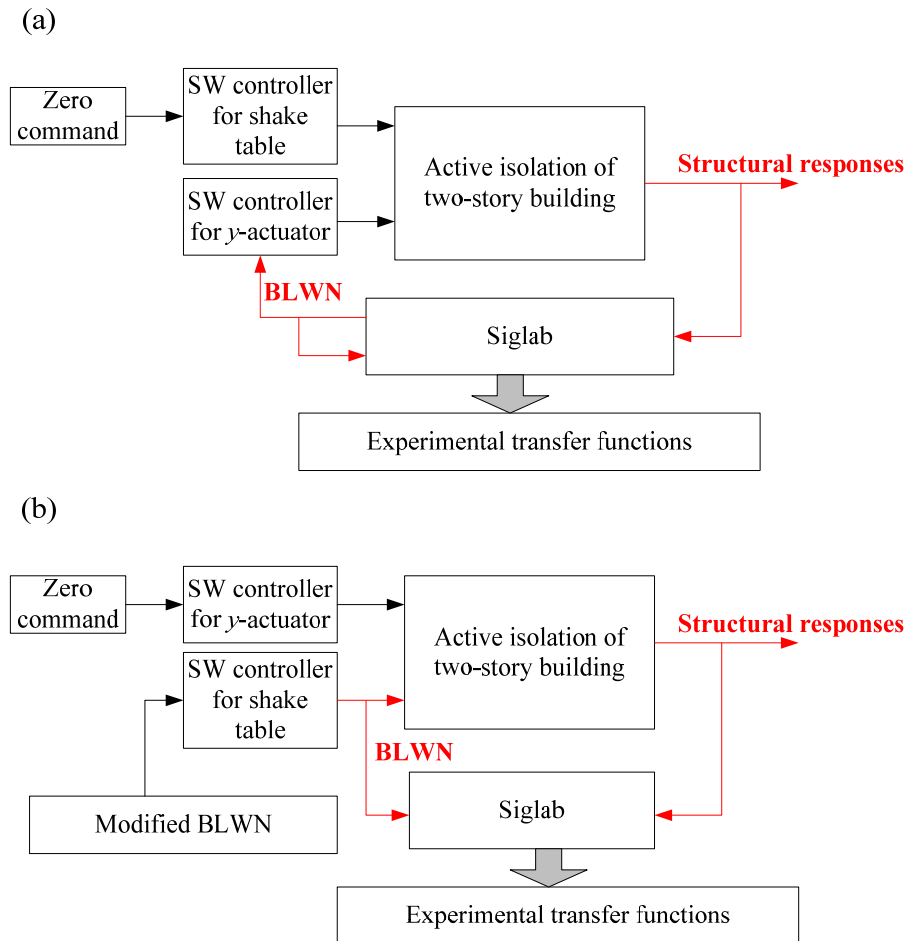 (a)
Zero
command
SW controller
for shake
table
SW controller
for y-actuator
Active isolation of
two-story building
Structural responses
BLWN
Siglab
Experimental transfer functions
(b)
Zero
command
SW controller
for y-actuator
SW controller
for shake
table
Active isolation of
two-story building
Structural responses
BLWN
Modified BLWN
Siglab
Experimental transfer functions